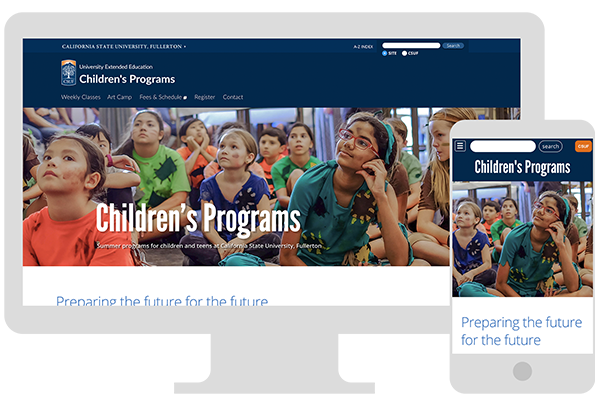 CALIFORNIA STATE UNIVERSITY, FULLERTON
A-Z INDEX
Search
SITE CSUF
University Extended Education
Children's Programs
Weekly Classes Art Camp Fees & Schedule Register Contact
Children's Programs
Summer programs for children and teens at California State University, Fullerton
Preparing the future for the future
search
CSUF
Children's Programs
Preparing the future
for the future